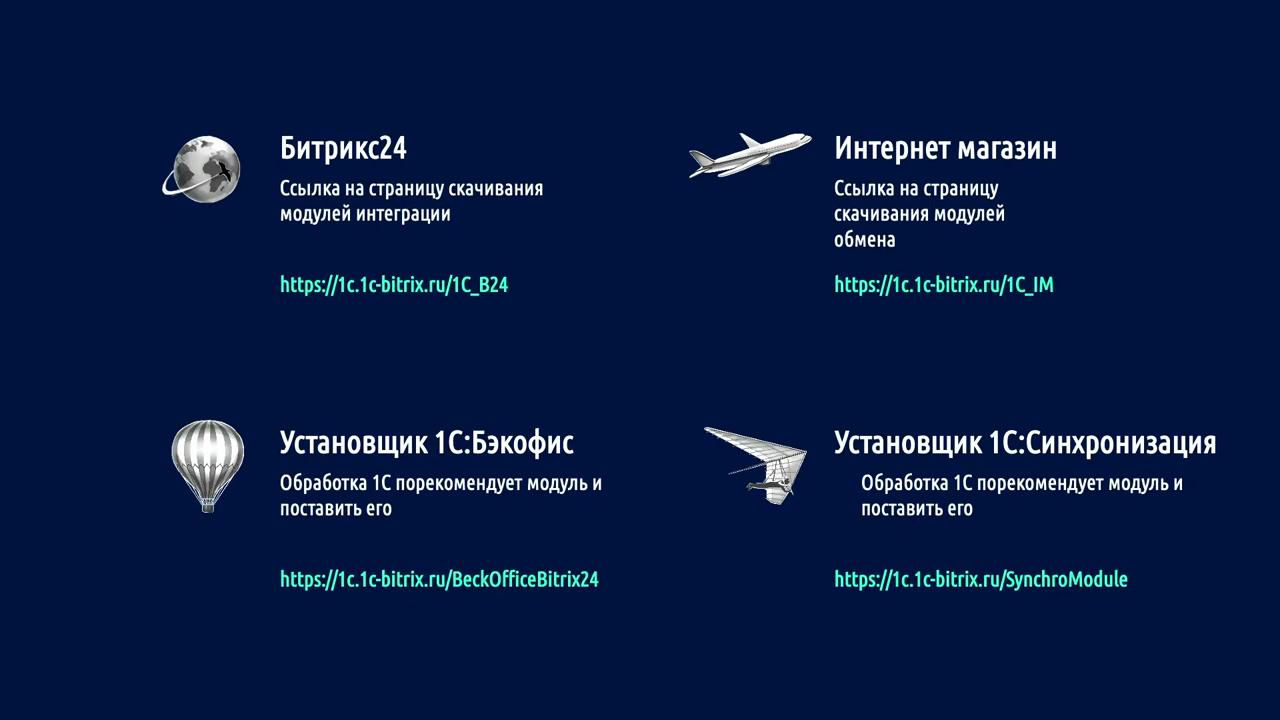 Битрикс24
Ссылка на страницу скачивания
модулей интеграции
https://1c.1c-bitrix.ru/1C_B24
Интернет магазин
Ссылка на страницу
скачивания модулей
обмена
https://1c.1c-bitrix.ru/1C_IM
Установщик 1С:Бэкофис
Обработка 1С порекомендует модуль и
поставить его
https://1c.1c-bitrix.ru/BeckOfficeBitrix24
Установщик 1С:Синхронизация
Обработка 1С порекомендует модуль и
поставить его
https://1c.1c-bitrix.ru/SynchroModule